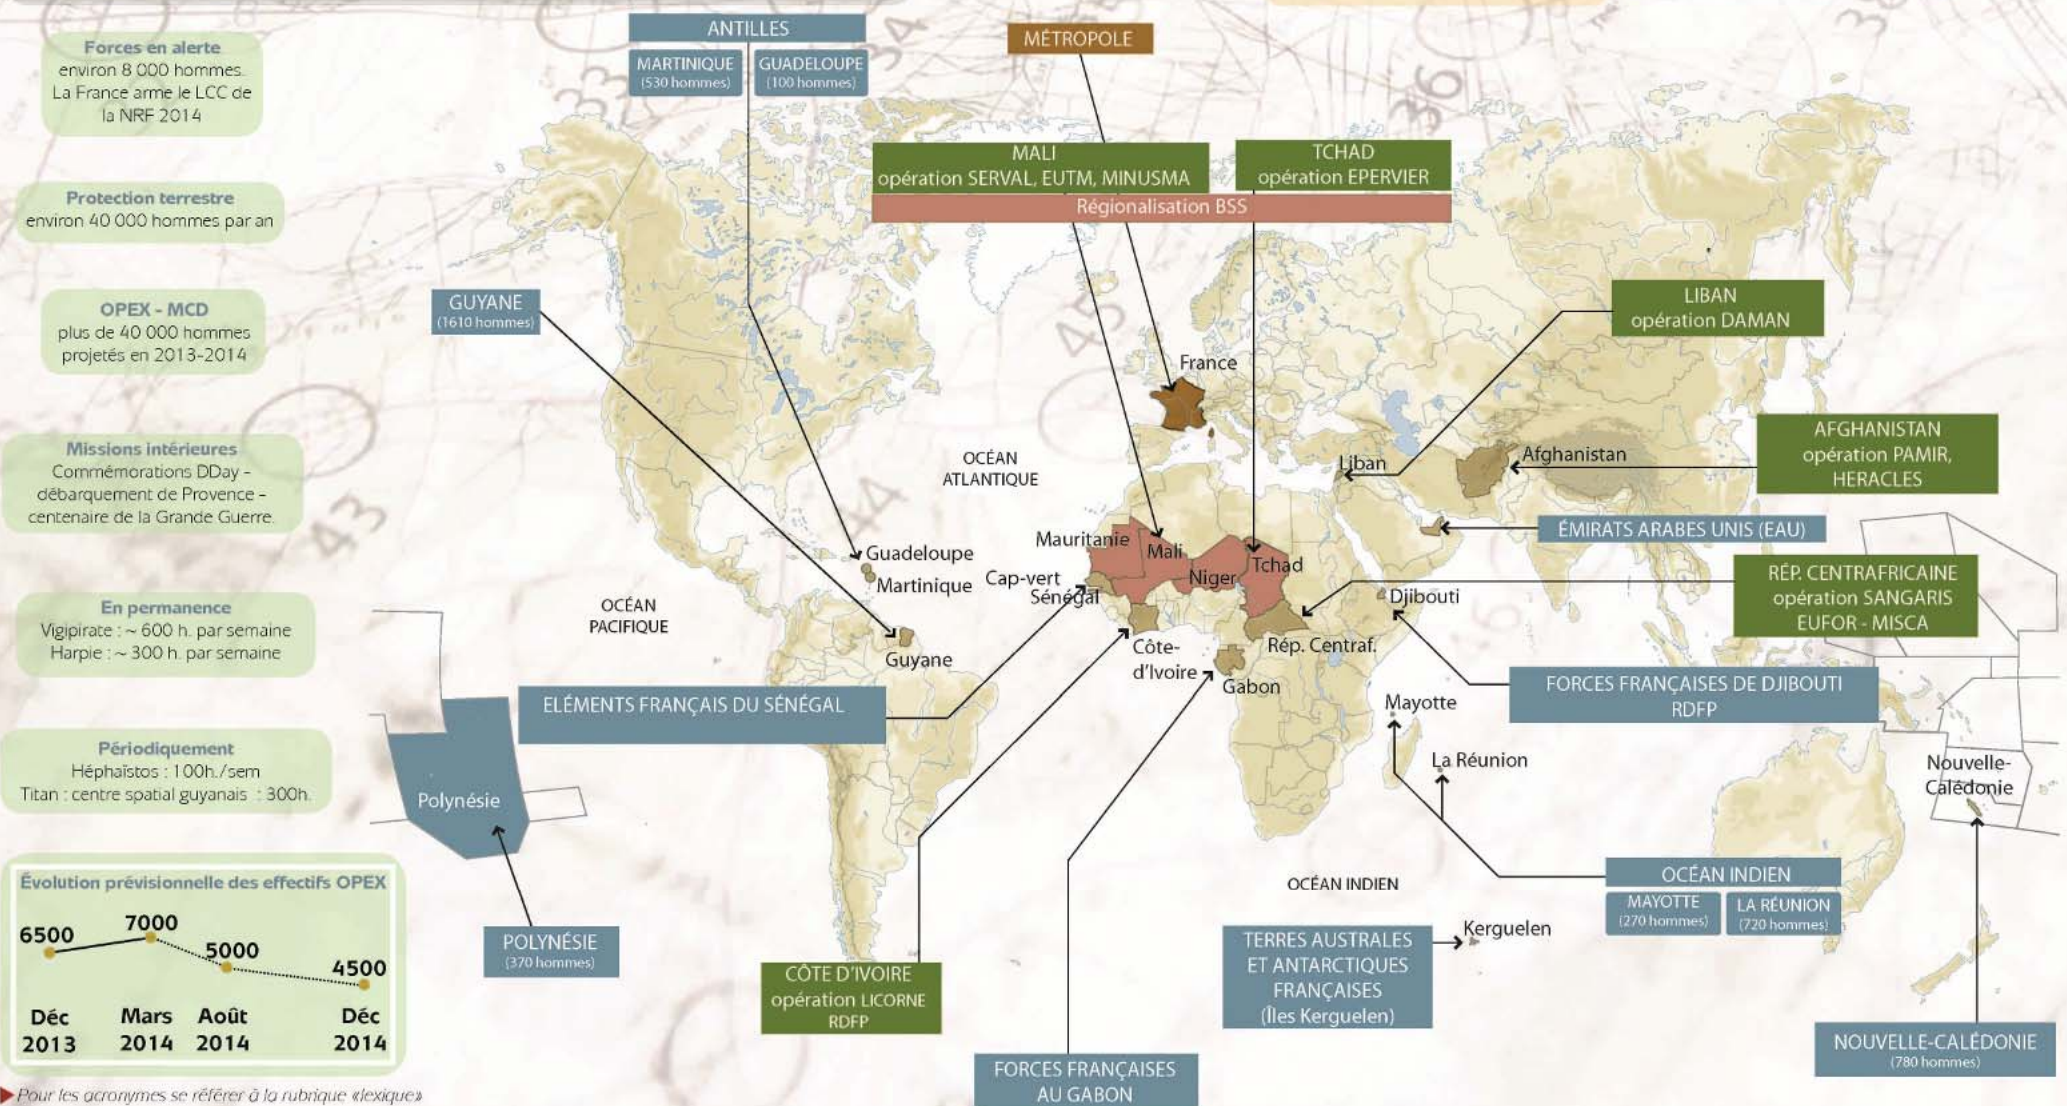 Forces en alerte
environ 8 000 hommes.
La France arme le LCC de
la NRF 2014
Protection terrestre
environ 40 000 hommes par an
OPEX - MCD
plus de 40 000 hommes
projetés en 2013-2014
Missions intérieures
Commémorations DDay -
débarquement de Provence -
centenaire de la Grande Guerre.
En permanence
Vigipirate : ~ 600 h. par semaine
Harpie : ~ 300 h. par semaine
Périodiquement
Héphaïstos : 100h./sem
Titan : centre spatial guyanais : 300h.
Évolution prévisionnelle des effectifs OPEX
6500
7000
5000
4500
Déc
2013
Mars
2014
Août
2014
Déc
2014
Pour les acronymes se référer à la rubrique «lexique»
ANTILLES
MARTINIQUE
(530 hommes)
GUADELOUPE
(100 hommes)
MÉTROPOLE
MALI
opération SERVAL, EUTM, MINUSMA
TCHAD
opération EPERVIER
Régionalisation BSS
GUYANE
(1610 hommes)
LIBAN
opération DAMAN
France
OCÉAN
ATLANTIQUE
Liban
Afghanistan
AFGHANISTAN
opération PAMIR,
HERACLES
ÉMIRATS ARABES UNIS (EAU)
Guadeloupe
Martinique
Mauritanie
Mali
Niger
Tchad
Cap-vert
Sénégal
Djibouti
RÉP. CENTRAFRICAINE
opération SANGARIS
EUFOR - MISCA
OCÉAN
PACIFIQUE
Guyane
Côte-
d'Ivoire
Rép. Centraf.
Gabon
ELÉMENTS FRANÇAIS DU SÉNÉGAL
FORCES FRANÇAISES DE DJIBOUTI
RDFP
Mayotte
La Réunion
Nouvelle-
Calédonie
Polynésie
OCÉAN INDIEN
OCÉAN INDIEN
MAYOTTE
(270 hommes)
LA RÉUNION
(720 hommes)
POLYNÉSIE
(370 hommes)
CÔTE D'IVOIRE
opération LICORNE
RDFP
TERRES AUSTRALES
ET ANTARCTIQUES
FRANÇAISES
(Îles Kerguelen)
Kerguelen
NOUVELLE-CALÉDONIE
(780 hommes)
FORCES FRANÇAISES
AU GABON
33
34
36
45
44
43